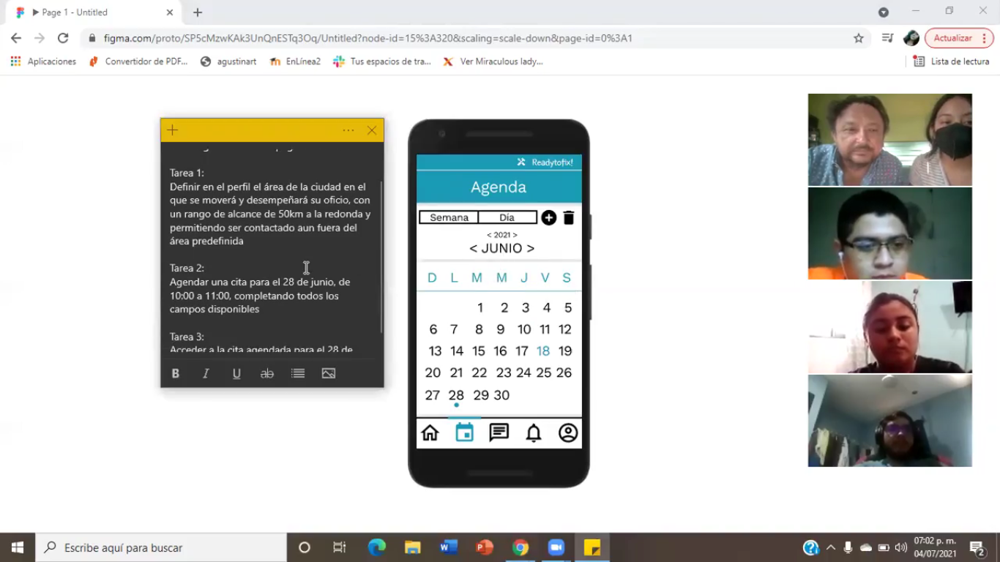 Page 1 - Untitled
figma.com/proto/SP5cMzwKAk3UnQnESTq3Oq/Untitled?node-id=15%3A320&scaling=scale-down&page-id=0%3A1
Actualizar
Aplicaciones
Convertidor de PDF...
agustinart
EnLínea2
Tus espacios de tra...
Ver Miraculous lady...
Lista de lectura
Tarea 1:
Definir en el perfil el área de la ciudad en el
que se moverá y desempeñará su oficio, con
un rango de alcance de 50km a la redonda y
permitiendo ser contactado aun fuera del
área predefinida
Tarea 2:
Agendar una cita para el 28 de junio, de
10:00 a 11:00, completando todos los
campos disponibles
Tarea 3:
Acceder a la cita agendada para el 28 de
B I U ab
Readytofix!
Agenda
Semana Día
< 2021 >
< JUNIO >
D L M M J V S
1 2 3 4 5
6 7 8 9 10 11 12
13 14 15 16 17 18 19
20 21 22 23 24 25 26
27 28 29 30
Escribe aquí para buscar
07:02 p. m.
04/07/2021
2